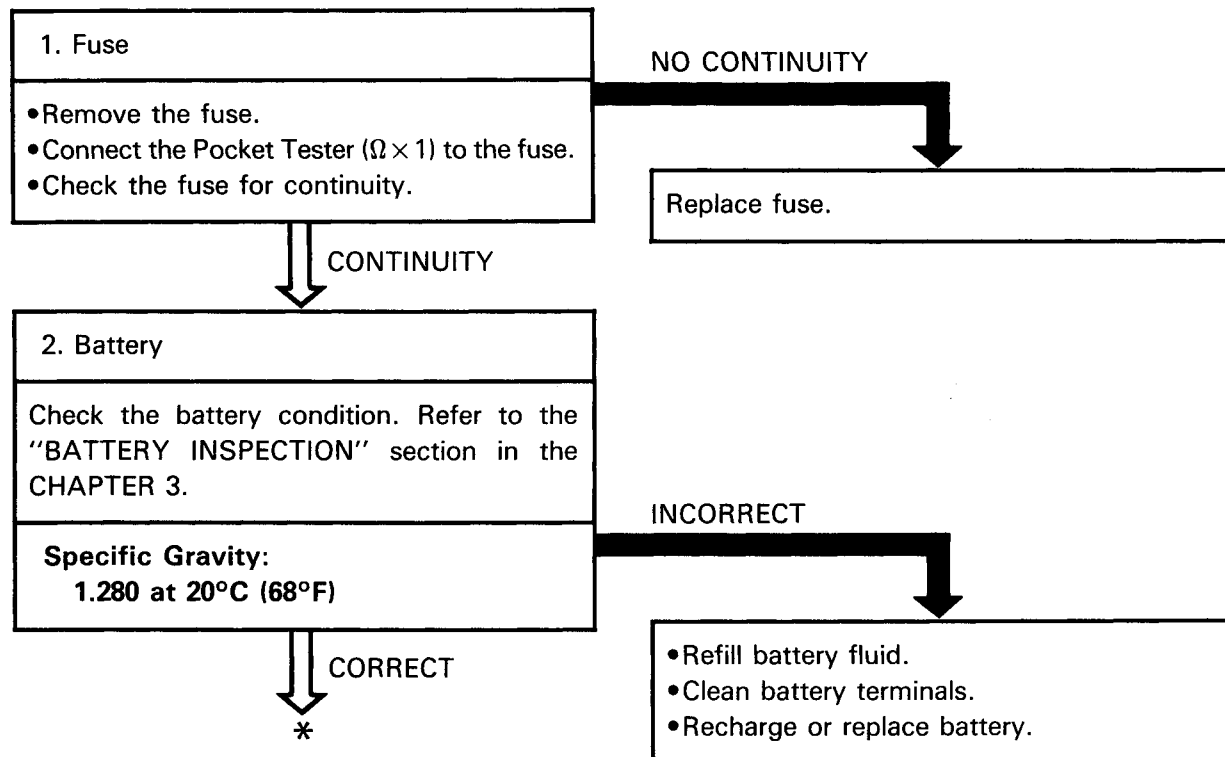 1. Fuse
NO CONTINUITY
•Remove the fuse.
•Connect the Pocket Tester (Ω × 1) to the fuse.
•Check the fuse for continuity.
Replace fuse.
CONTINUITY
2. Battery
Check the battery condition. Refer to the
"BATTERY INSPECTION" section in the
CHAPTER 3.
INCORRECT
Specific Gravity:
1.280 at 20°C (68°F)
CORRECT
*
•Refill battery fluid.
•Clean battery terminals.
•Recharge or replace battery.